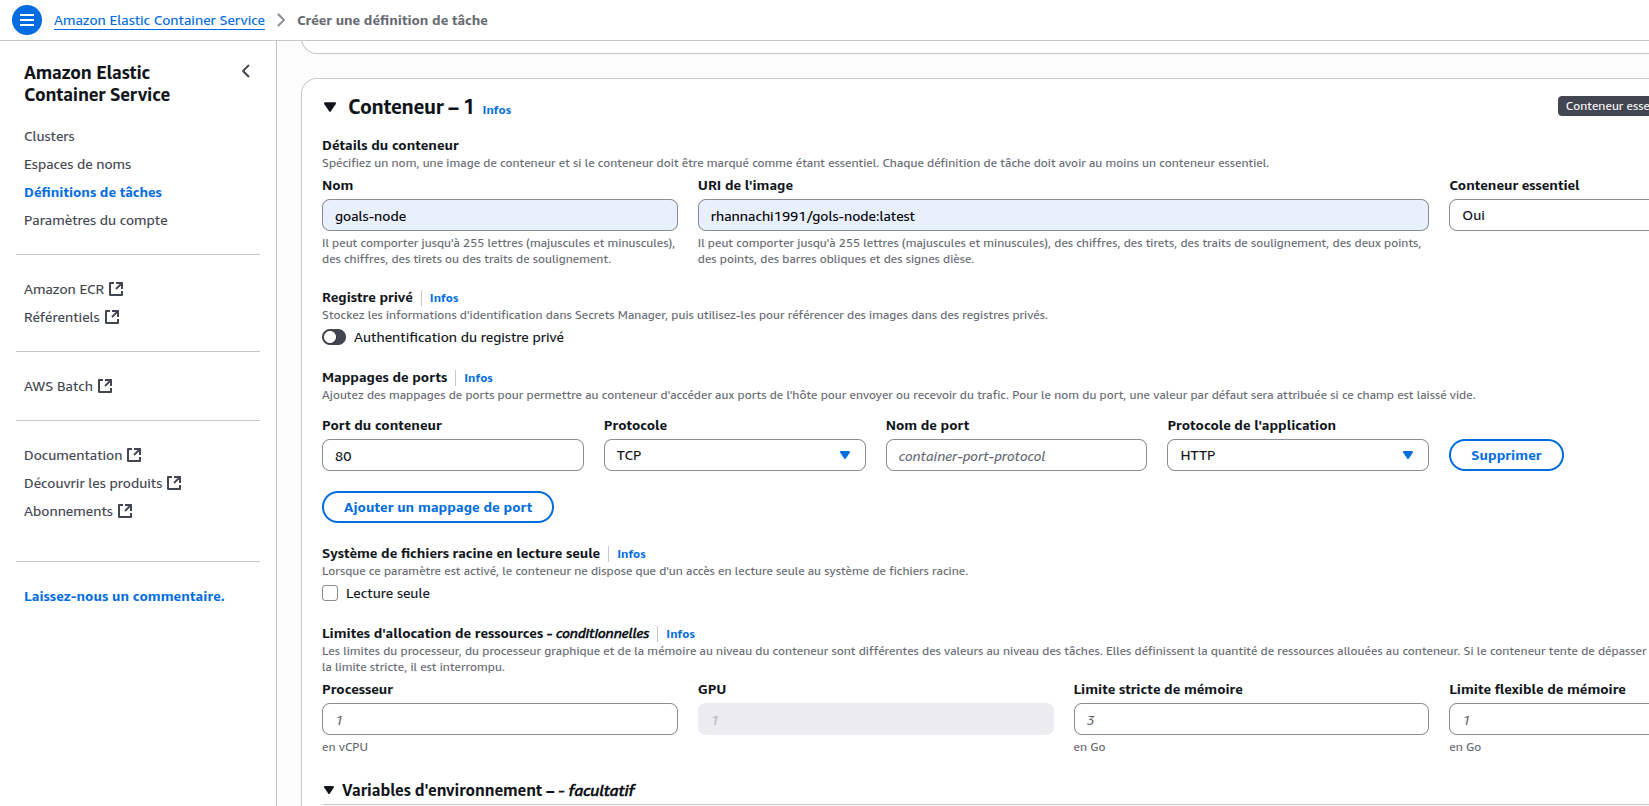 Amazon Elastic Container Service > Créer une définition de tâche
Amazon Elastic
Container Service
Clusters
Espaces de noms
Définitions de tâches
Paramètres du compte
Amazon ECR
Référentiels
AWS Batch
Documentation
Découvrir les produits
Abonnements
Laissez-nous un commentaire.
Conteneur – 1 Infos
Conteneur esse
Détails du conteneur
Spécifiez un nom, une image de conteneur et si le conteneur doit être marqué comme étant essentiel. Chaque définition de tâche doit avoir au moins un conteneur essentiel.
Nom URI de l'image Conteneur essentiel
goals-node rhannachi1991/gols-node:latest Oui
Il peut comporter jusqu'à 255 lettres (majuscules et minuscules),
des chiffres, des tirets ou des traits de soulignement.
Il peut comporter jusqu'à 255 lettres (majuscules et minuscules), des chiffres, des tirets, des traits de soulignement, des deux points,
des points, des barres obliques et des signes dièse.
Registre privé Infos
Stockez les informations d'identification dans Secrets Manager, puis utilisez-les pour référencer des images dans des registres privés.
Authentification du registre privé
Mappages de ports Infos
Ajoutez des mappages de ports pour permettre au conteneur d'accéder aux ports de l'hôte pour envoyer ou recevoir du trafic. Pour le nom du port, une valeur par défaut sera attribuée si ce champ est laissé vide.
Port du conteneur Protocole Nom de port Protocole de l'application
80 TCP container-port-protocol HTTP Supprimer
Ajouter un mappage de port
Système de fichiers racine en lecture seule Infos
Lorsque ce paramètre est activé, le conteneur ne dispose que d'un accès en lecture seule au système de fichiers racine.
Lecture seule
Limites d'allocation de ressources - conditionnelles Infos
Les limites du processeur, du processeur graphique et de la mémoire au niveau du conteneur sont différentes des valeurs au niveau des tâches. Elles définissent la quantité de ressources allouées au conteneur. Si le conteneur tente de dépasser
la limite stricte, il est interrompu.
Processeur GPU Limite stricte de mémoire Limite flexible de mémoire
1 1 3 1
en vCPU en Go en Go
Variables d'environnement – - facultatif